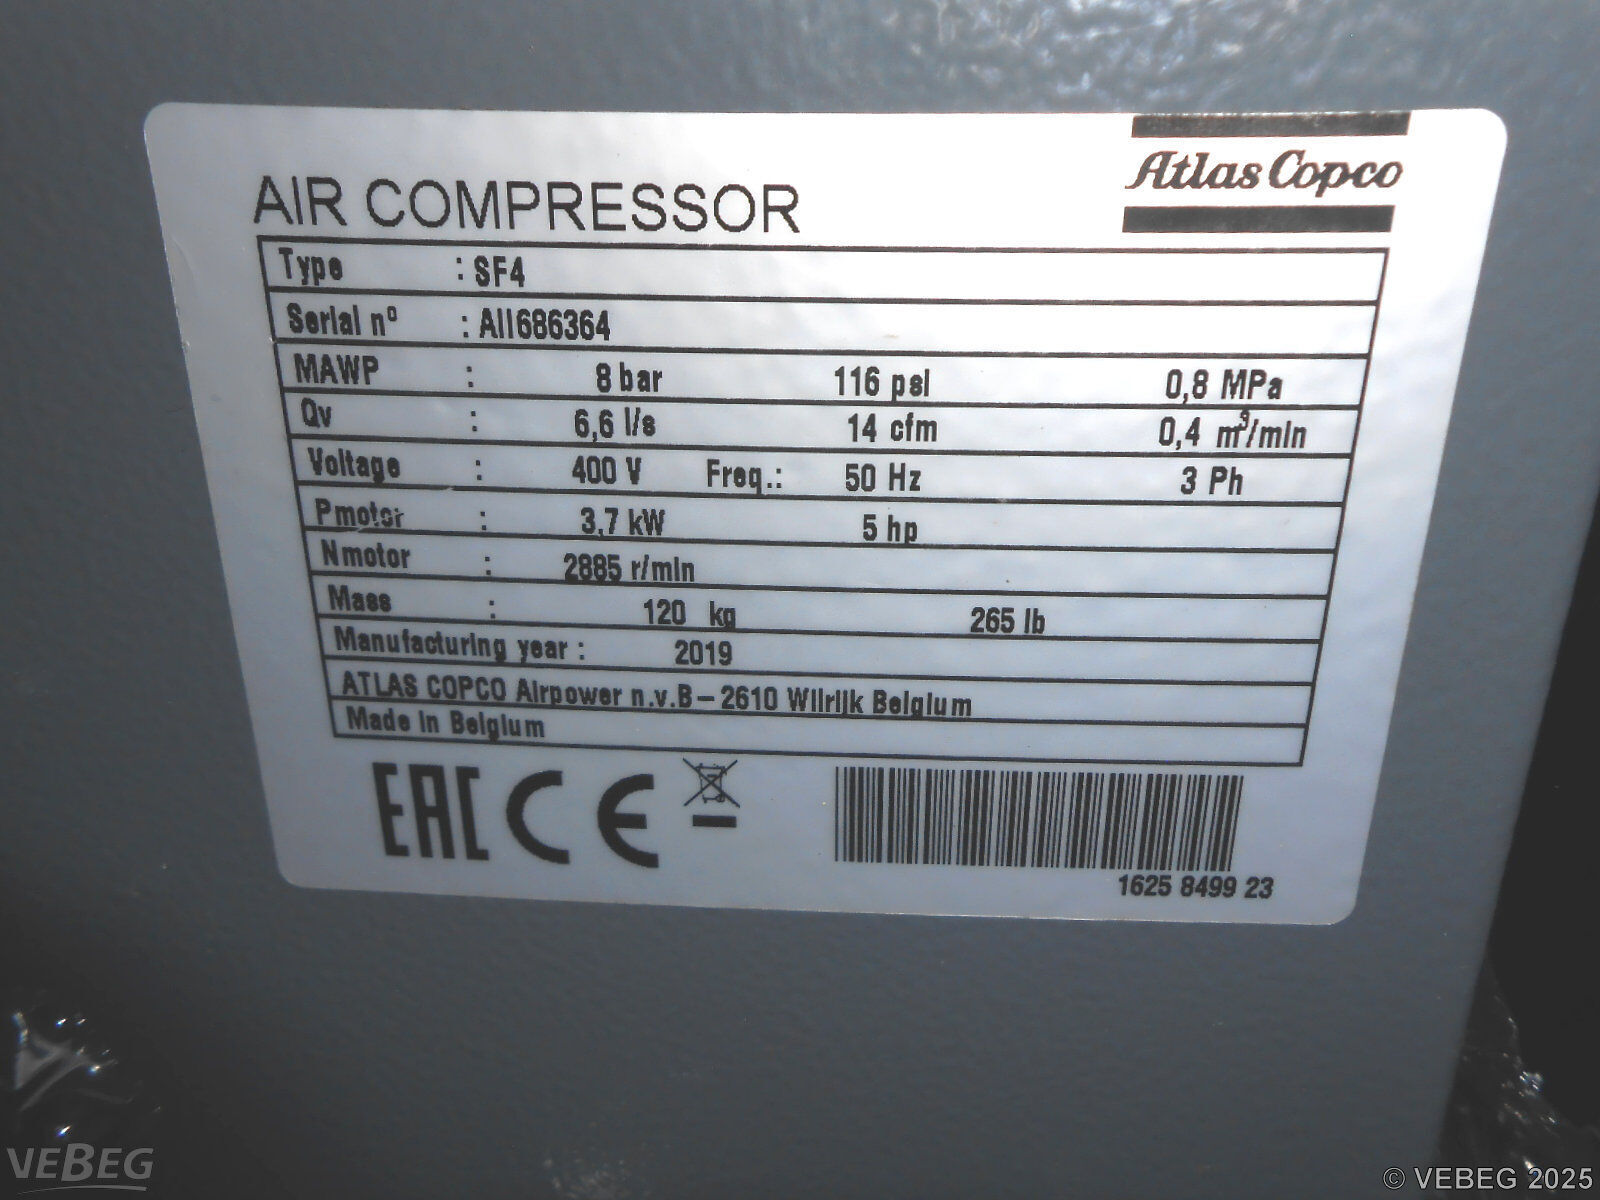 Atlas Copco
AIR COMPRESSOR
Type : SF4
Serial nº : AII686364
MAWP : 8 bar 116 psi 0,8 MPa
Qv : 6,6 l/s 14 cfm 0,4 m³/min
Voltage : 400 V Freq.: 50 Hz 3 Ph
Pmotor : 3,7 kW 5 hp
Nmotor : 2885 r/min
Mass : 120 kg 265 lb
Manufacturing year : 2019
ATLAS COPCO Airpower n.v.B – 2610 Wilrijk Belgium
Made in Belgium
EAC CE
1625 8499 23
VEBEG
© VEBEG 2025